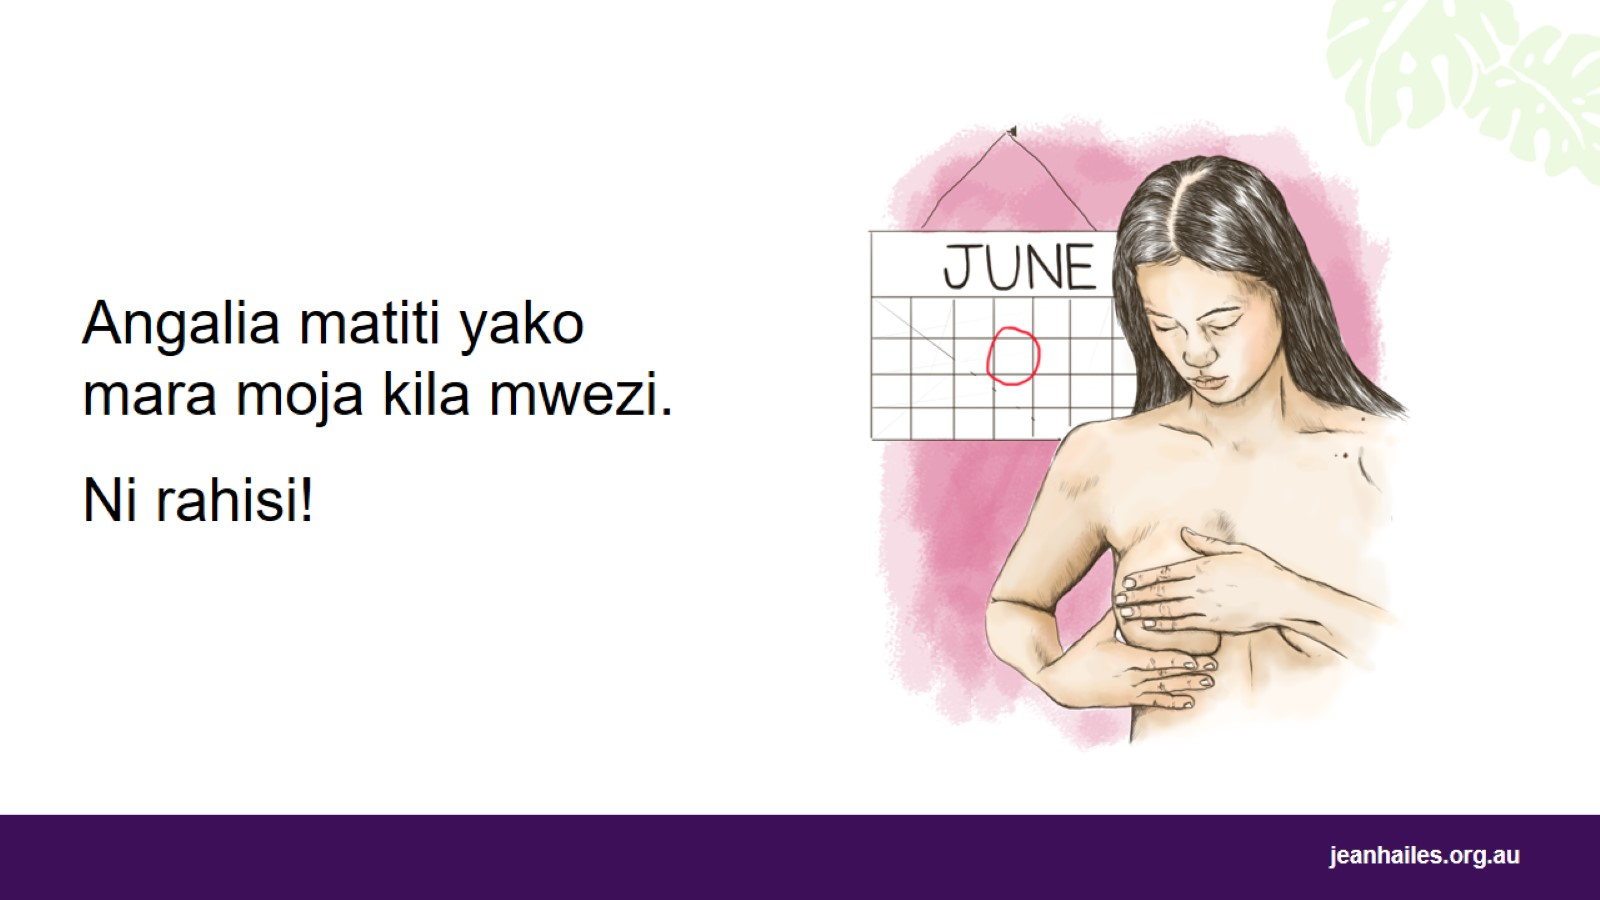 Angalia matiti yako
mara moja kila mwezi.
Ni rahisi!
JUNE
jeanhailes.org.au